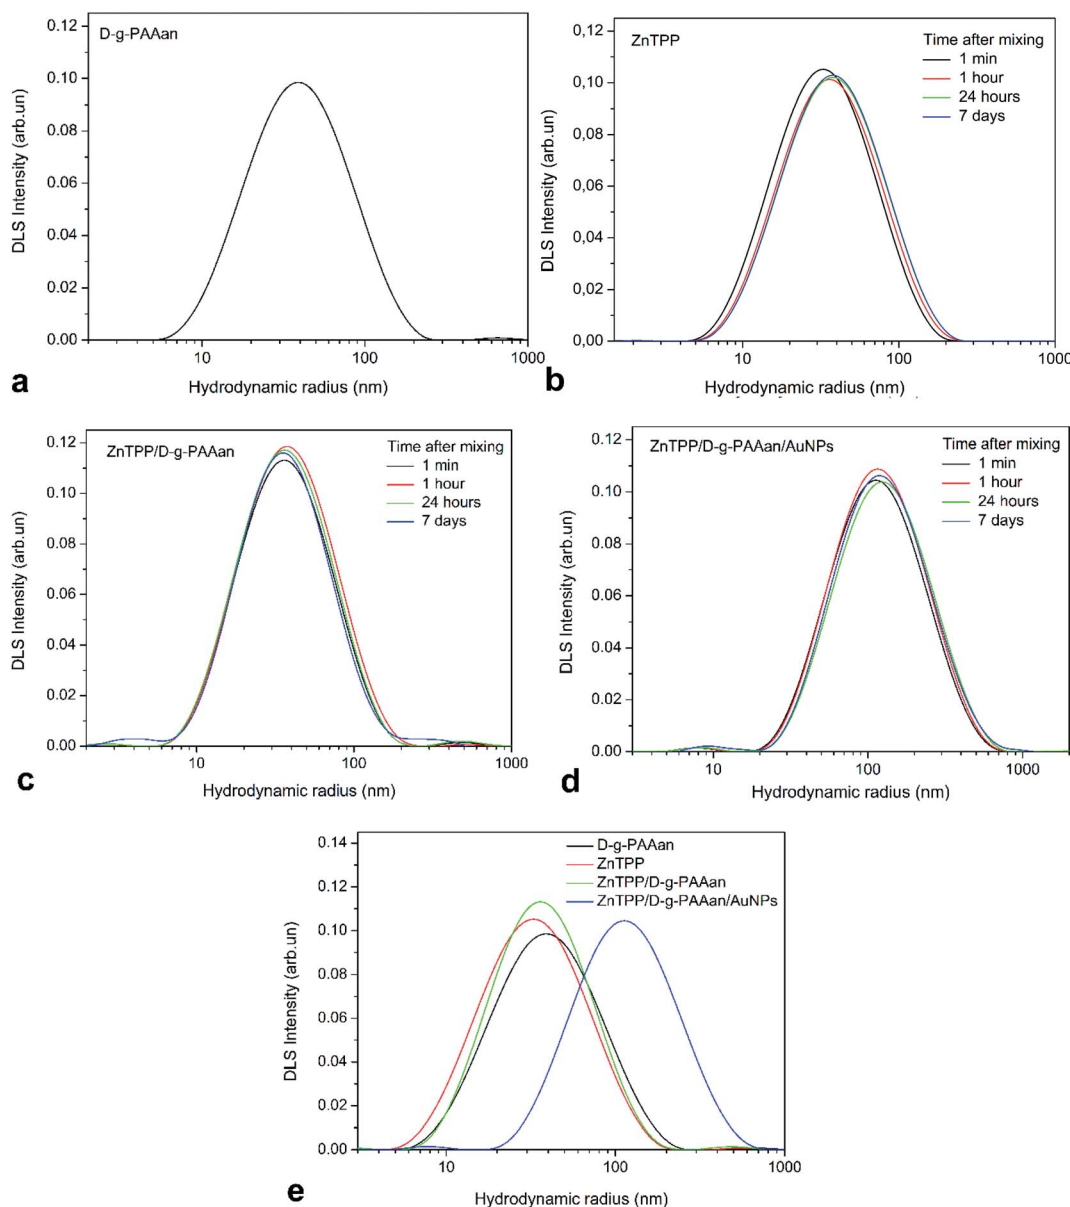 D-g-PAAan
0.12
0.10
0.08
0.06
0.04
0.02
0.00
10
100
1000
DLS Intensity (arb.un)
Hydrodynamic radius (nm)
a
ZnTPP
Time after mixing
1 min
1 hour
24 hours
7 days
0,12
0,10
0,08
0,06
0,04
0,02
0,00
10
100
1000
DLS Intensity (arb.un)
Hydrodynamic radius (nm)
b
ZnTPP/D-g-PAAan
Time after mixing
1 min
1 hour
24 hours
7 days
0.12
0.10
0.08
0.06
0.04
0.02
0.00
10
100
1000
DLS Intensity (arb.un)
Hydrodynamic radius (nm)
c
ZnTPP/D-g-PAAan/AuNPs
Time after mixing
1 min
1 hour
24 hours
7 days
0,12
0.10
0.08
0.06
0.04
0.02
0.00
10
100
1000
DLS Intensity (arb.un)
Hydrodynamic radius (nm)
d
D-g-PAAan
ZnTPP
ZnTPP/D-g-PAAan
ZnTPP/D-g-PAAan/AuNPs
0.14
0.12
0.10
0.08
0.06
0.04
0.02
0.00
10
100
1000
DLS Intensity (arb.un)
Hydrodynamic radius (nm)
e